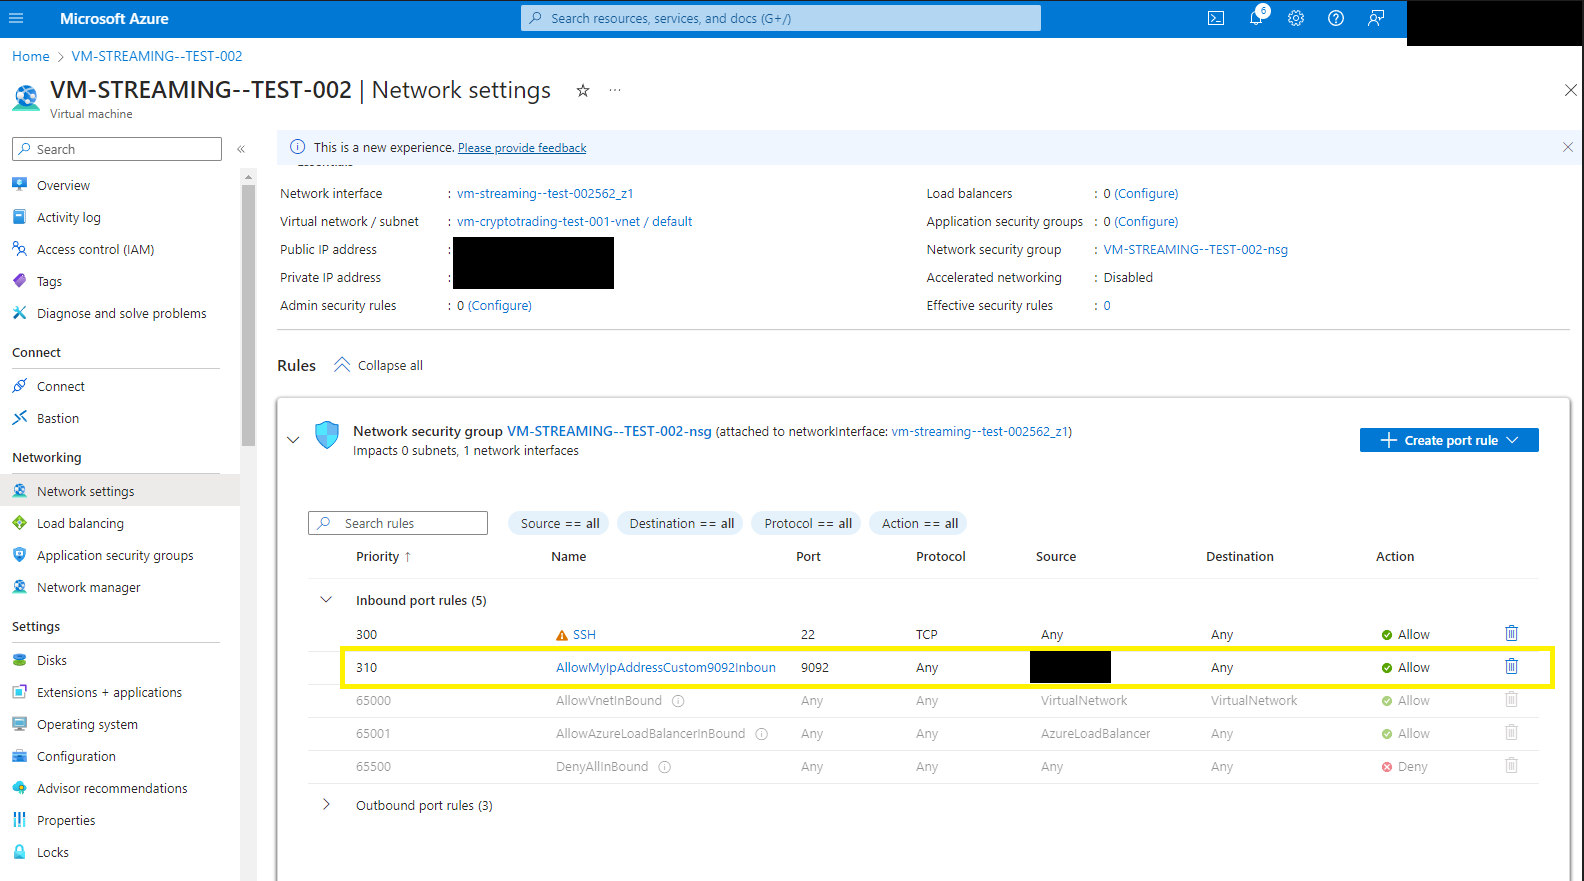 Microsoft Azure
Search resources, services, and docs (G+/)
6
Home > VM-STREAMING--TEST-002
VM-STREAMING--TEST-002 | Network settings
Virtual machine
Search
Overview
Activity log
Access control (IAM)
Tags
Diagnose and solve problems
Connect
Connect
Bastion
Networking
Network settings
Load balancing
Application security groups
Network manager
Settings
Disks
Extensions + applications
Operating system
Configuration
Advisor recommendations
Properties
Locks
This is a new experience. Please provide feedback
Essentials
Network interface : vm-streaming--test-002562_z1
Virtual network / subnet : vm-cryptotrading-test-001-vnet / default
Public IP address :
Private IP address :
Admin security rules : 0 (Configure)
Load balancers : 0 (Configure)
Application security groups : 0 (Configure)
Network security group : VM-STREAMING--TEST-002-nsg
Accelerated networking : Disabled
Effective security rules : 0
Rules Collapse all
Network security group VM-STREAMING--TEST-002-nsg (attached to networkInterface: vm-streaming--test-002562_z1)
Impacts 0 subnets, 1 network interfaces
Create port rule
Search rules Source == all Destination == all Protocol == all Action == all
Priority ↑ Name Port Protocol Source Destination Action
Inbound port rules (5)
300 SSH 22 TCP Any Any Allow
310 AllowMyIpAddressCustom9092Inboun 9092 Any Any Allow
65000 AllowVnetInBound Any Any VirtualNetwork VirtualNetwork Allow
65001 AllowAzureLoadBalancerInBound Any Any AzureLoadBalancer Any Allow
65500 DenyAllInBound Any Any Any Any Deny
Outbound port rules (3)